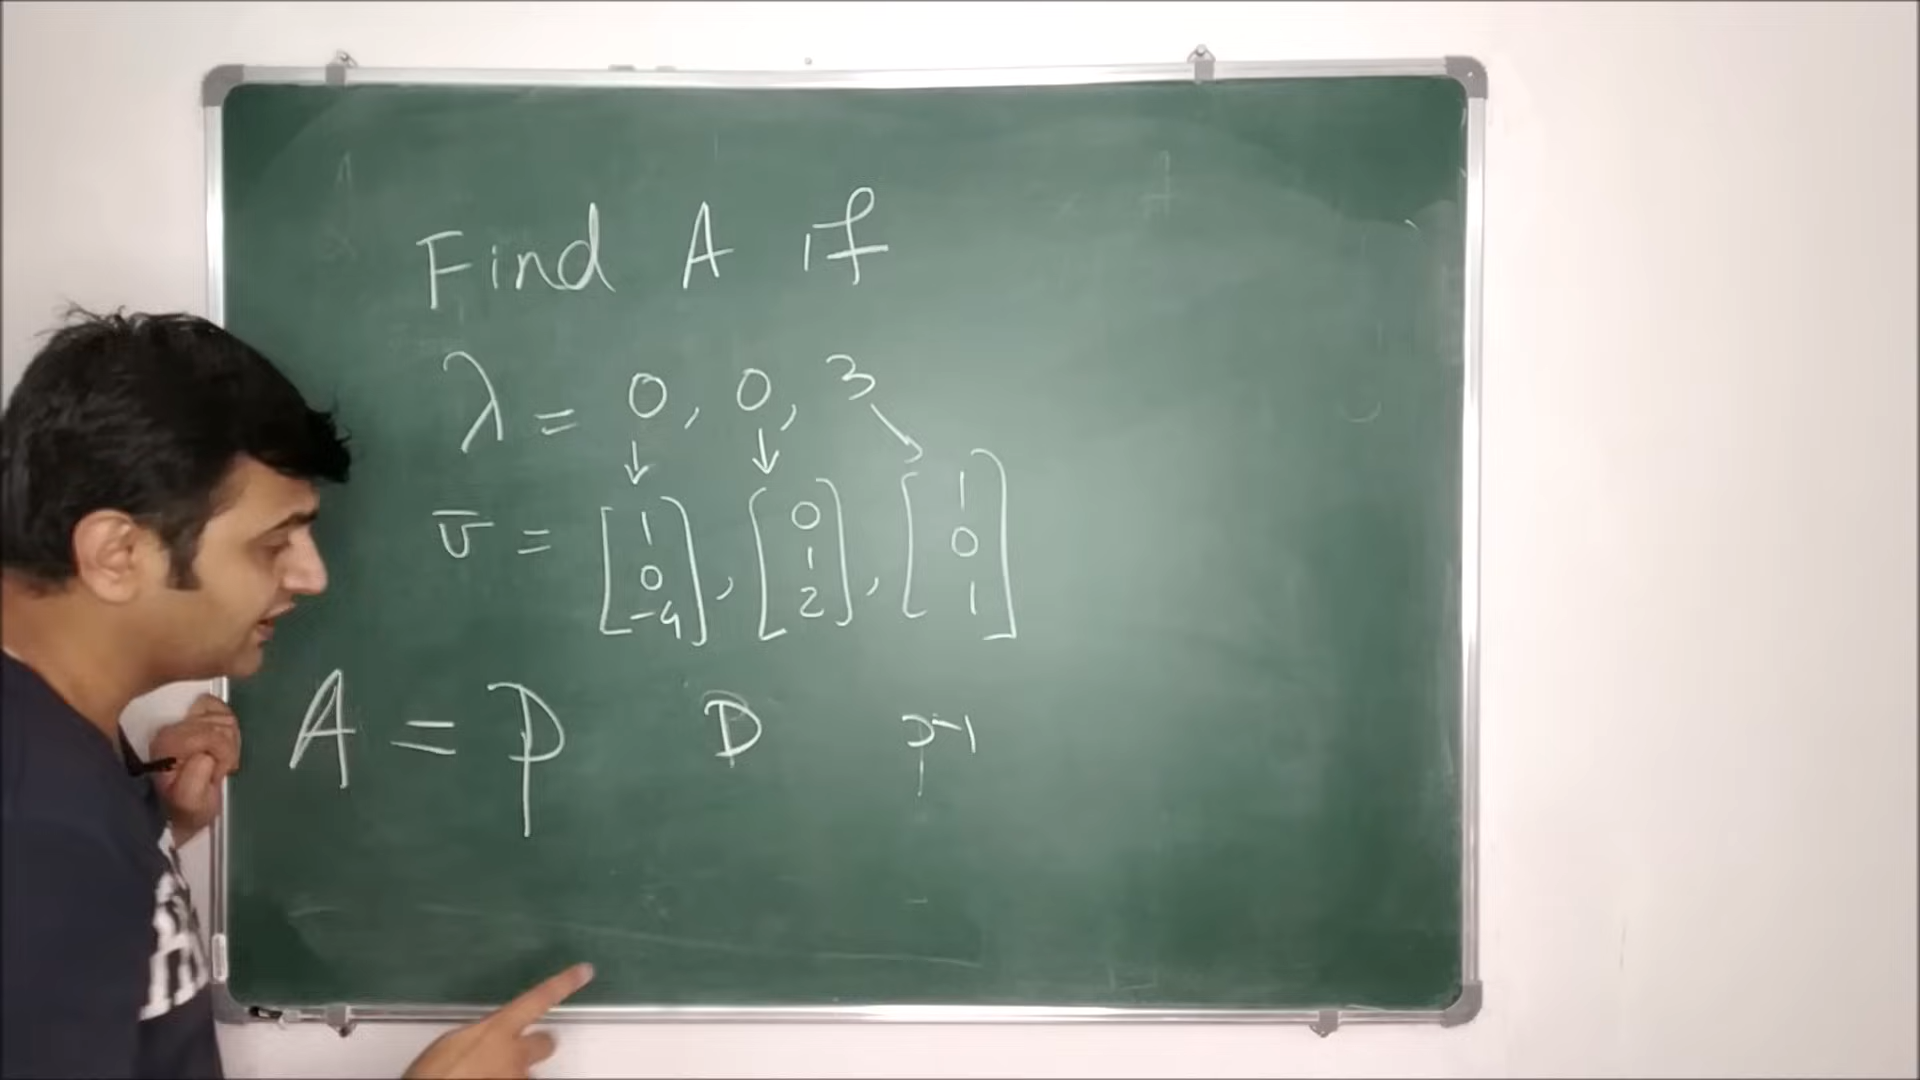 Find A if
λ = 0, 0, 3
↓ ↓ ↘
v̅ = [1 0 -4], [0 1 2], [1 0 1]
A = P D P⁻¹